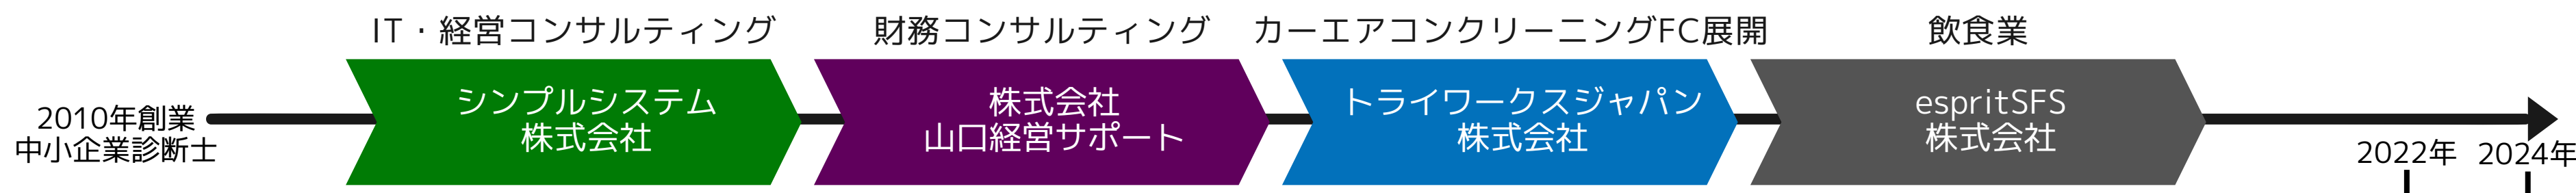 IT・経営コンサルティング
財務コンサルティング
カーエアコンクリーニングFC展開
飲食業
2010年創業
中小企業診断士
シンプルシステム
株式会社
株式会社
山口経営サポート
トライワークスジャパン
株式会社
espritSFS
株式会社
2022年
2024年